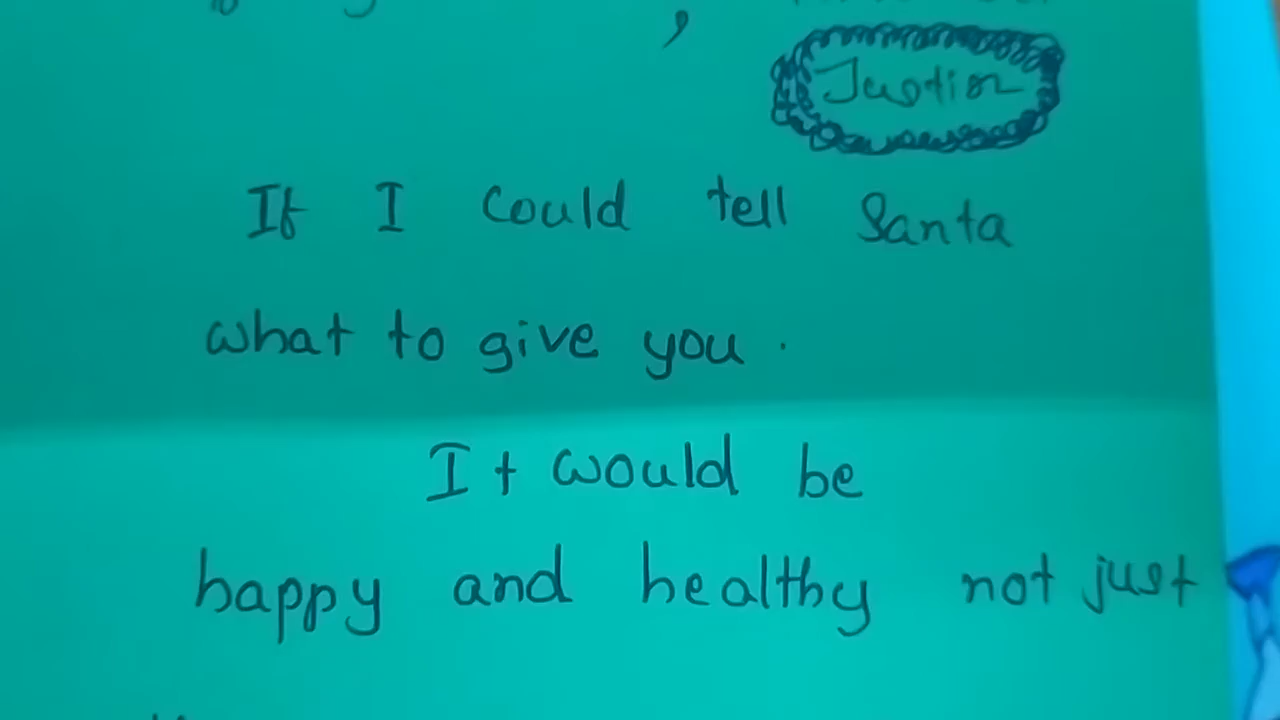 ,
Justin
If I could tell Santa
what to give you .
It would be
happy and healthy not just